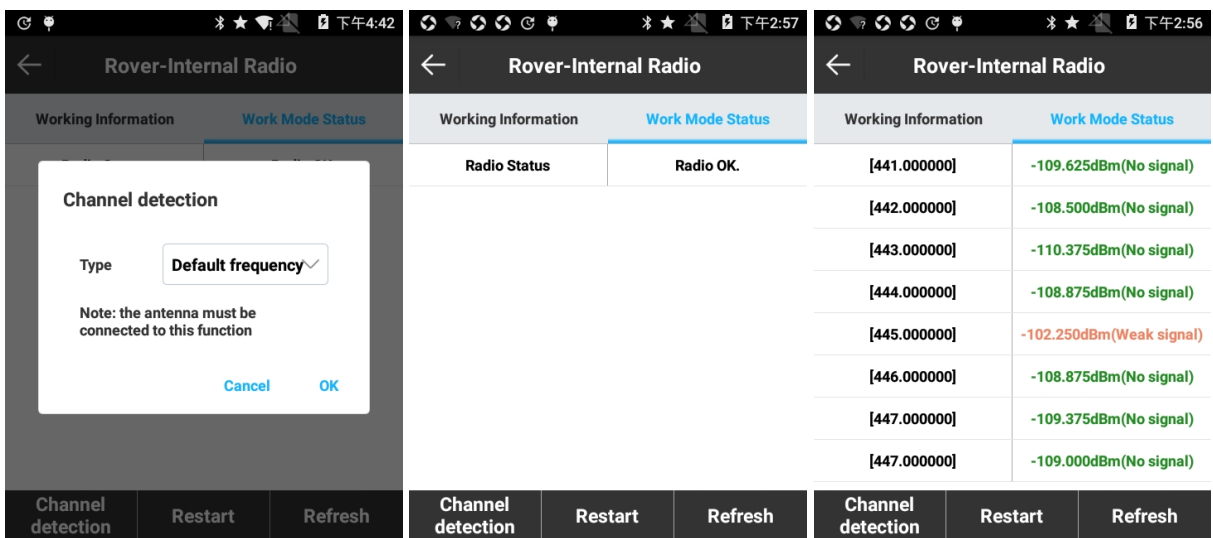 下午4:42
Rover-Internal Radio
Working Information
Work Mode Status
Channel detection
Type
Default frequency
Note: the antenna must be
connected to this function
Cancel
OK
Channel
detection
Restart
Refresh
下午2:57
Rover-Internal Radio
Working Information
Work Mode Status
Radio Status
Radio OK.
Channel
detection
Restart
Refresh
下午2:56
Rover-Internal Radio
Working Information
Work Mode Status
[441.000000] -109.625dBm(No signal)
[442.000000] -108.500dBm(No signal)
[443.000000] -110.375dBm(No signal)
[444.000000] -108.875dBm(No signal)
[445.000000] -102.250dBm(Weak signal)
[446.000000] -108.875dBm(No signal)
[447.000000] -109.375dBm(No signal)
[447.000000] -109.000dBm(No signal)
Channel
detection
Restart
Refresh